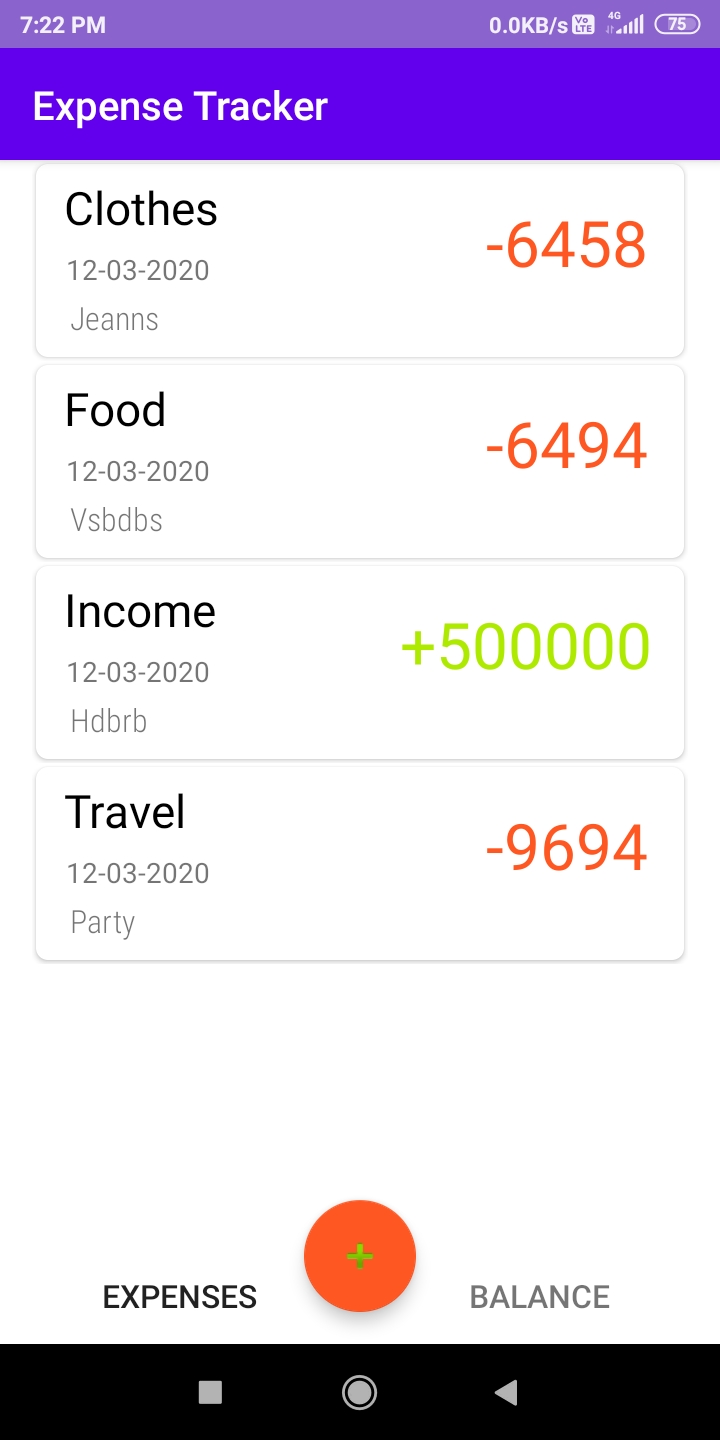 7:22 PM 0.0KB/s Vo LTE 4G 75
Expense Tracker
Clothes
-6458
12-03-2020
Jeanns
Food
-6494
12-03-2020
Vsbdbs
Income
+500000
12-03-2020
Hdbrb
Travel
-9694
12-03-2020
Party
+
EXPENSES BALANCE